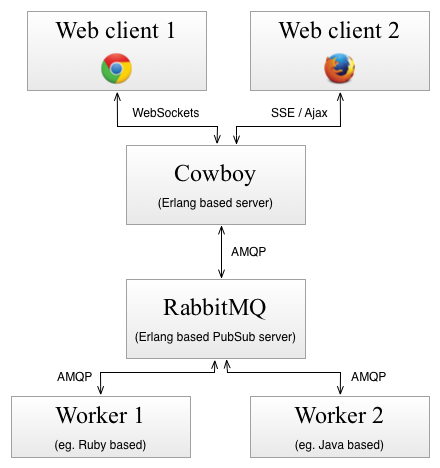 Web client 1
Web client 2
WebSockets
SSE / Ajax
Cowboy
(Erlang based server)
AMQP
RabbitMQ
(Erlang based PubSub server)
AMQP
AMQP
Worker 1
(eg. Ruby based)
Worker 2
(eg. Java based)